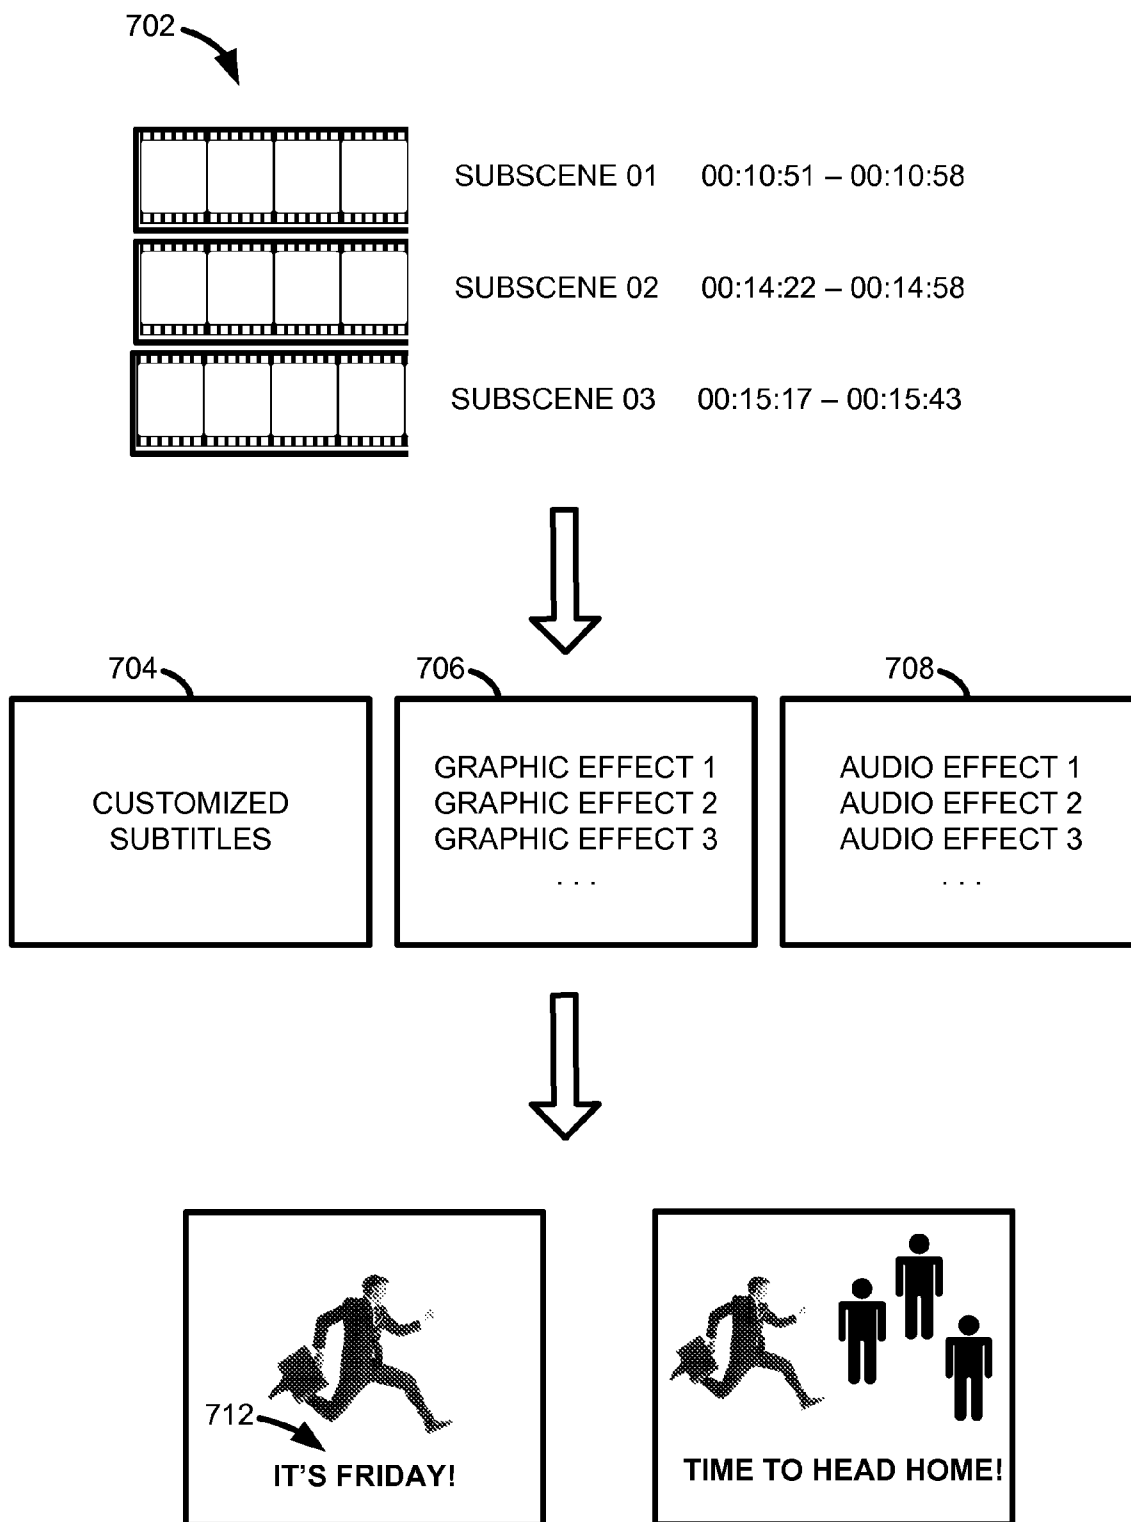 702
SUBSCENE 01 00:10:51 – 00:10:58
SUBSCENE 02 00:14:22 – 00:14:58
SUBSCENE 03 00:15:17 – 00:15:43
704
706
708
CUSTOMIZED
SUBTITLES
GRAPHIC EFFECT 1
GRAPHIC EFFECT 2
GRAPHIC EFFECT 3
. . .
AUDIO EFFECT 1
AUDIO EFFECT 2
AUDIO EFFECT 3
. . .
712
IT'S FRIDAY!
TIME TO HEAD HOME!